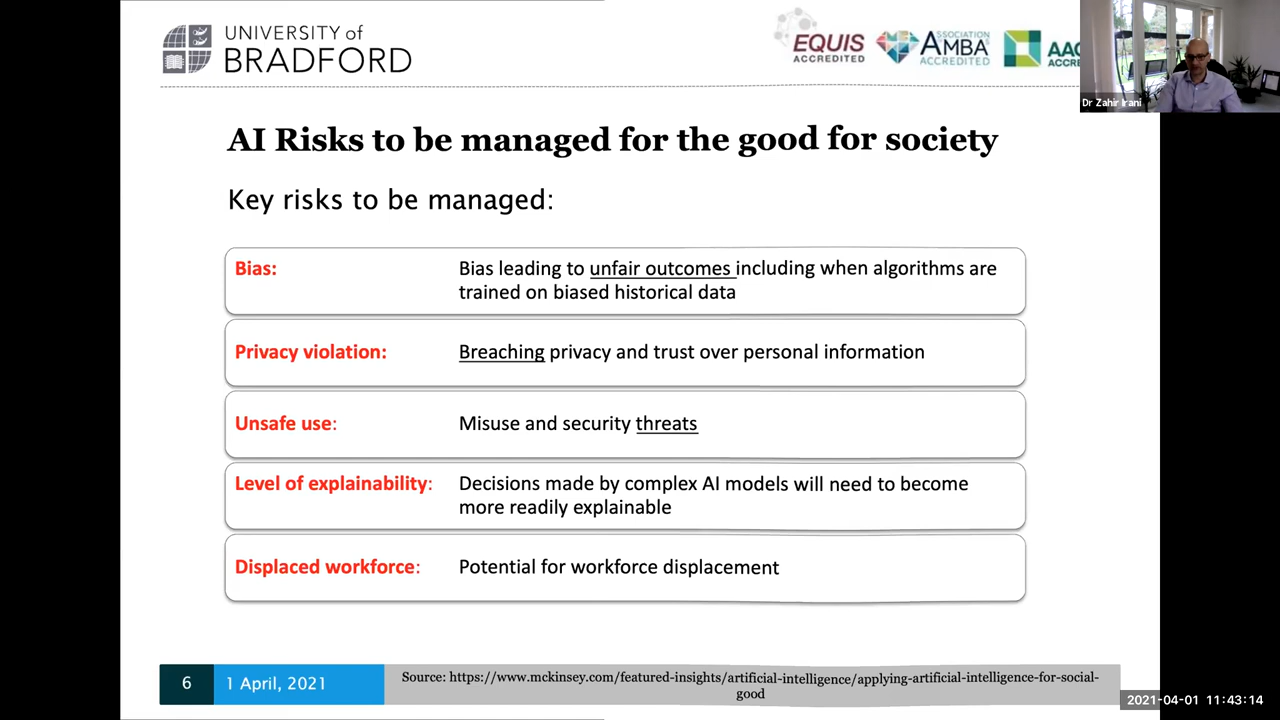 UNIVERSITY of
BRADFORD
EQUIS
ACCREDITED
ASSOCIATION
AMBA
ACCREDITED
AAC
ACCRE
Dr Zahir Irani
AI Risks to be managed for the good for society
Key risks to be managed:
Bias: Bias leading to unfair outcomes including when algorithms are
trained on biased historical data
Privacy violation: Breaching privacy and trust over personal information
Unsafe use: Misuse and security threats
Level of explainability: Decisions made by complex AI models will need to become
more readily explainable
Displaced workforce: Potential for workforce displacement
6 1 April, 2021
Source: https://www.mckinsey.com/featured-insights/artificial-intelligence/applying-artificial-intelligence-for-social-
good
2021-04-01 11:43:14